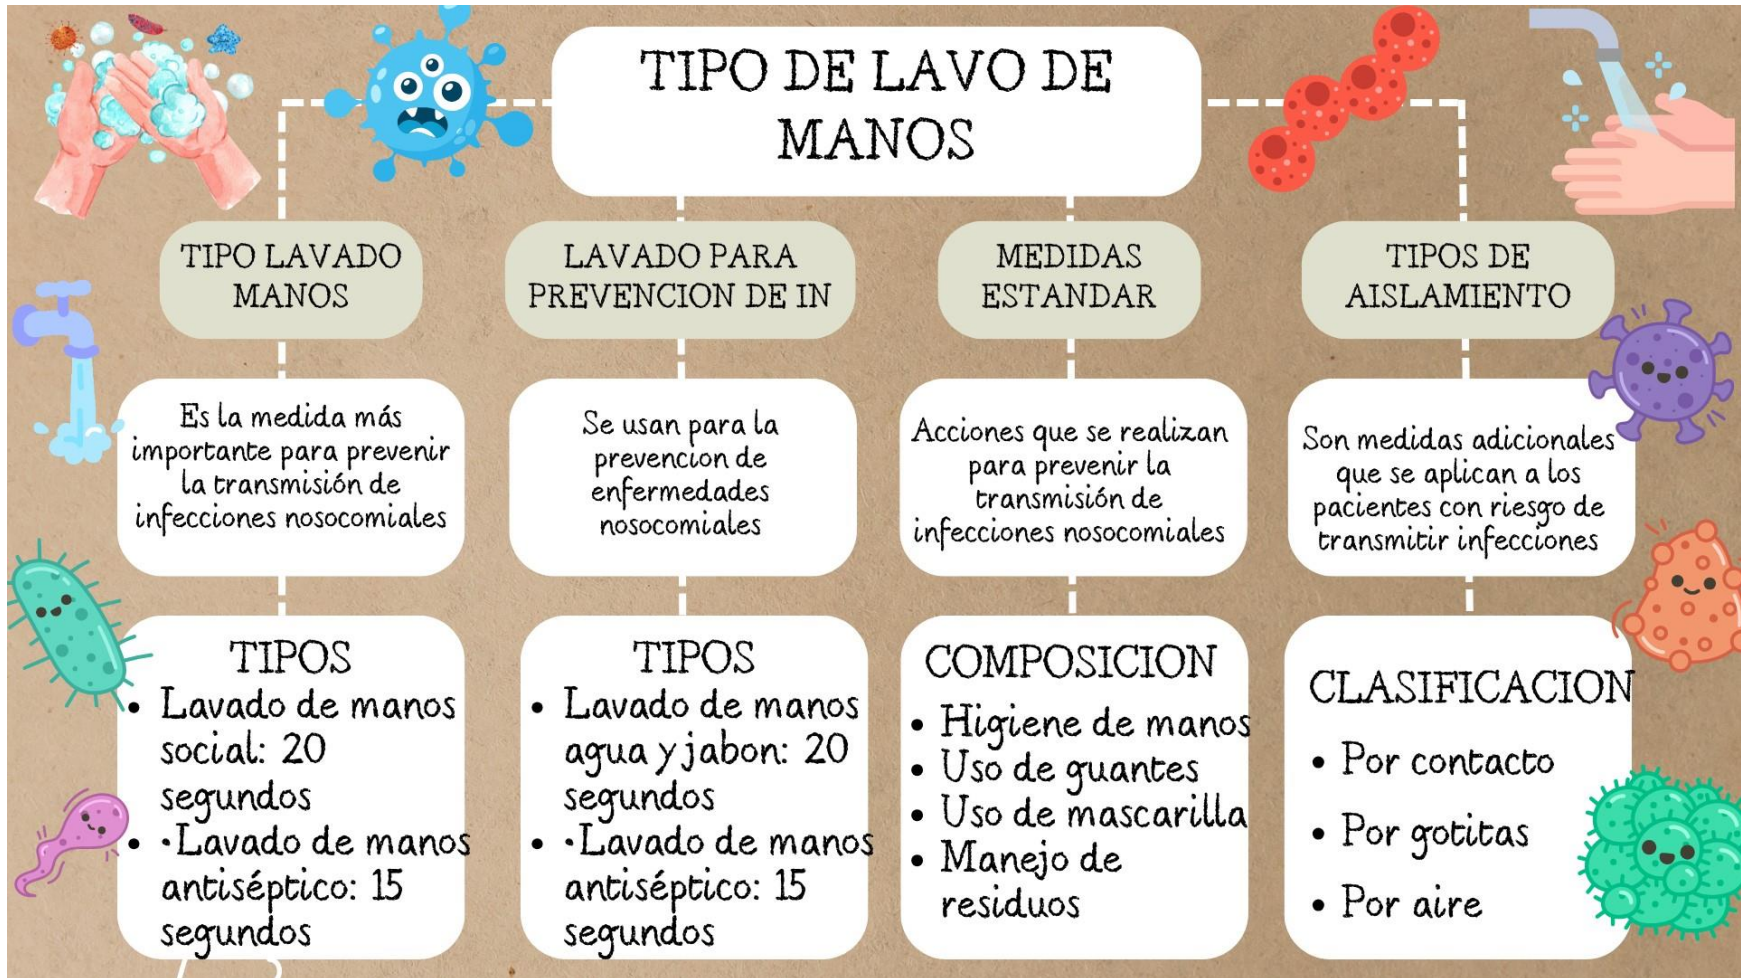 TIPO DE LAVO DE
MANOS
TIPO LAVADO
MANOS
Es la medida más
importante para prevenir
la transmisión de
infecciones nosocomiales
TIPOS
• Lavado de manos
social: 20
segundos
• ·Lavado de manos
antiséptico: 15
segundos
LAVADO PARA
PREVENCION DE IN
Se usan para la
prevencion de
enfermedades
nosocomiales
TIPOS
• Lavado de manos
agua y jabon: 20
segundos
• ·Lavado de manos
antiséptico: 15
segundos
MEDIDAS
ESTANDAR
Acciones que se realizan
para prevenir la
transmisión de
infecciones nosocomiales
COMPOSICION
• Higiene de manos
• Uso de guantes
• Uso de mascarilla
• Manejo de
residuos
TIPOS DE
AISLAMIENTO
Son medidas adicionales
que se aplican a los
pacientes con riesgo de
transmitir infecciones
CLASIFICACION
• Por contacto
• Por gotitas
• Por aire